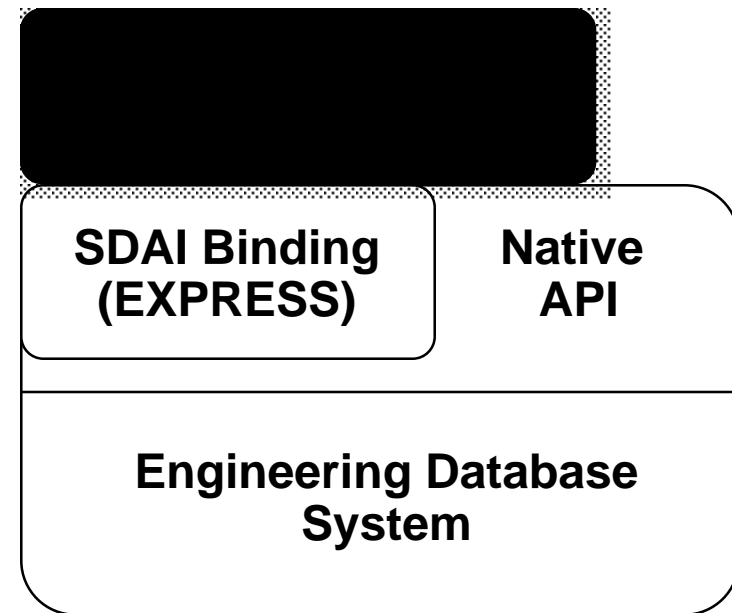 SDAI Binding
(EXPRESS)
Native
API
Engineering Database
System